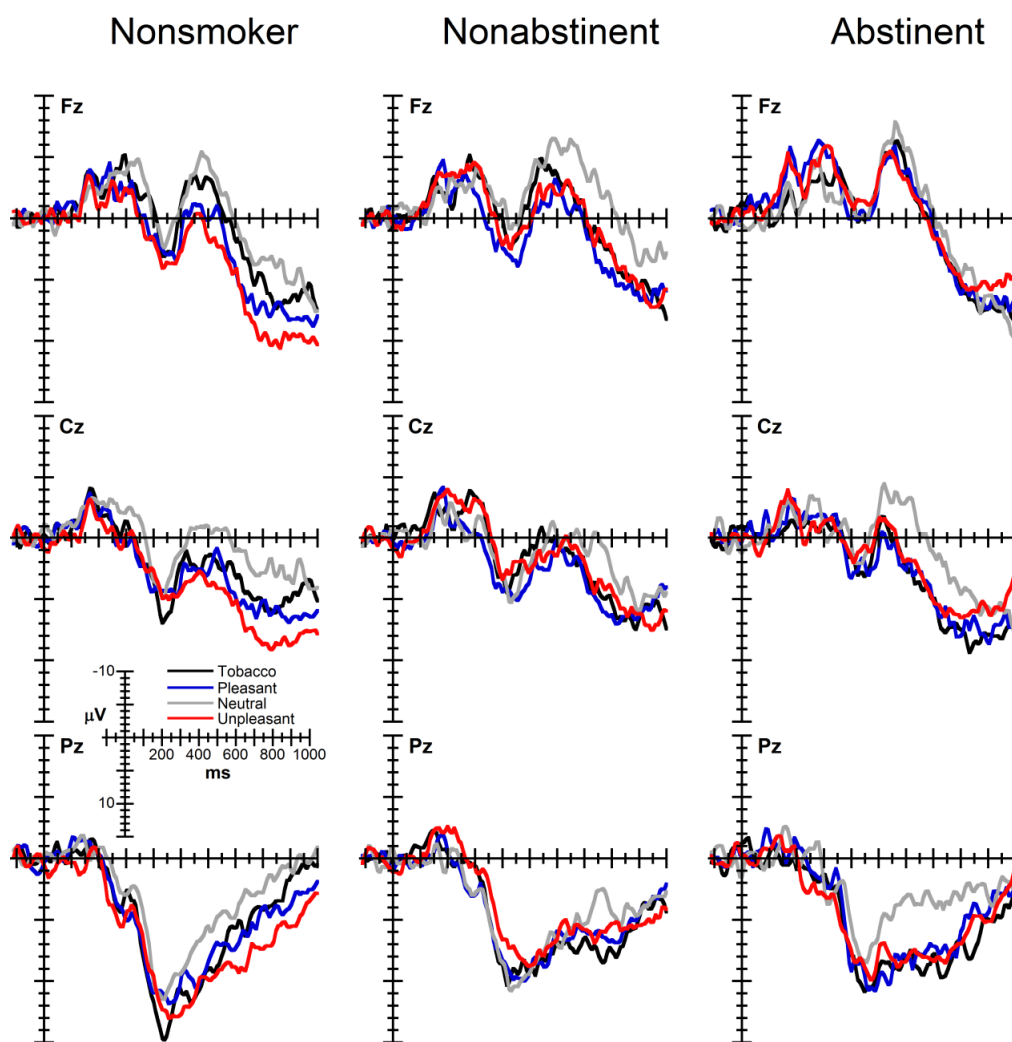 Nonsmoker Nonabstinent Abstinent
Fz Fz Fz
Cz Cz Cz
-10 Tobacco
Pleasant
μV Neutral
Unpleasant
Pz Pz Pz
200 400 600 800 1000
ms
10